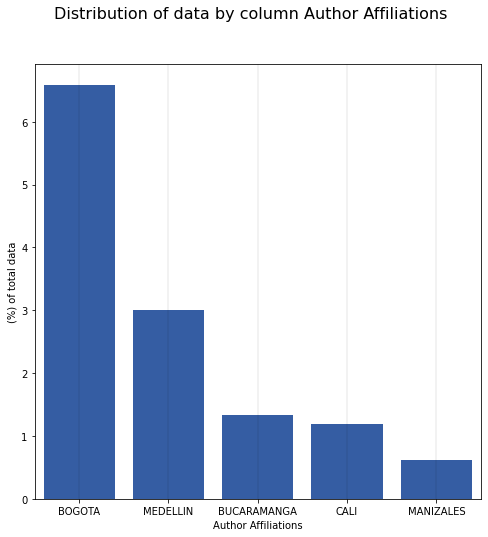 Distribution of data by column Author Affiliations
6
5
4
3
2
1
0
(%) of total data
BOGOTA MEDELLIN BUCARAMANGA CALI MANIZALES
Author Affiliations